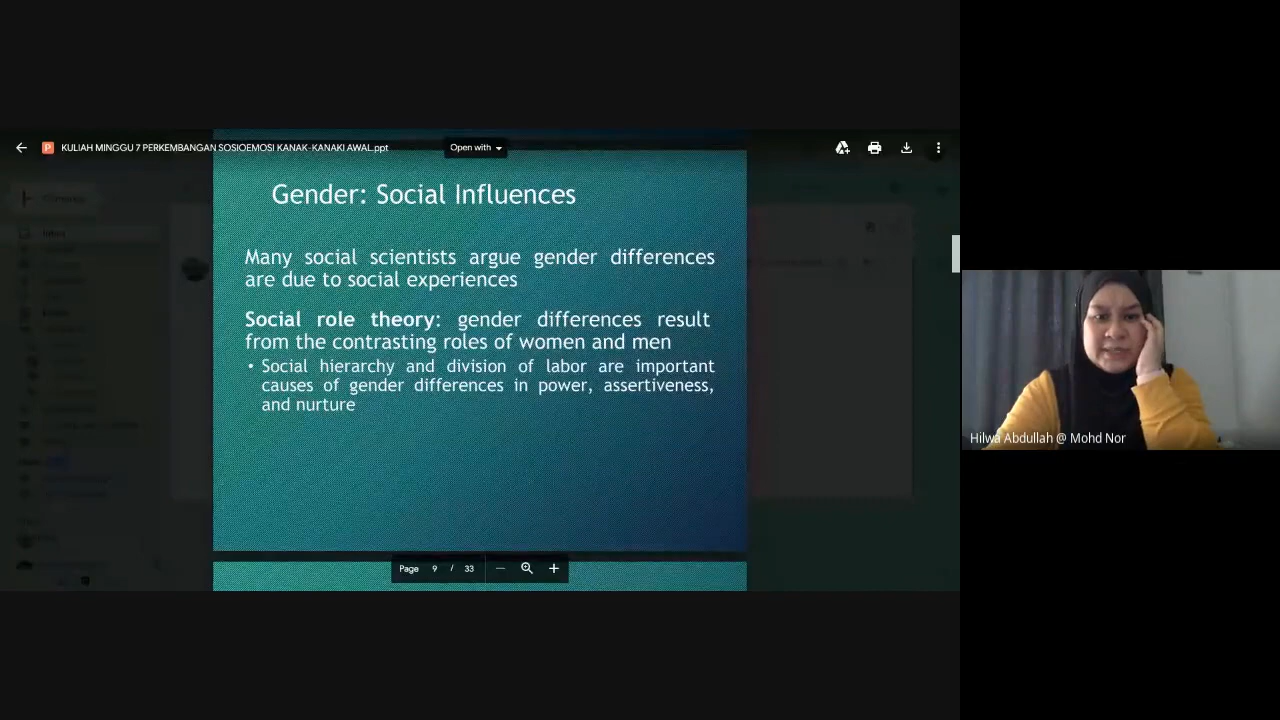 KULIAH MINGGU 7 PERKEMBANGAN SOSIOEMOSI KANAK-KANAKI AWAL.ppt
Open with
Gender: Social Influences
Many social scientists argue gender differences
are due to social experiences
Social role theory: gender differences result
from the contrasting roles of women and men
• Social hierarchy and division of labor are important
causes of gender differences in power, assertiveness,
and nurture
Hilwa Abdullah @ Mohd Nor
Page 9 / 33